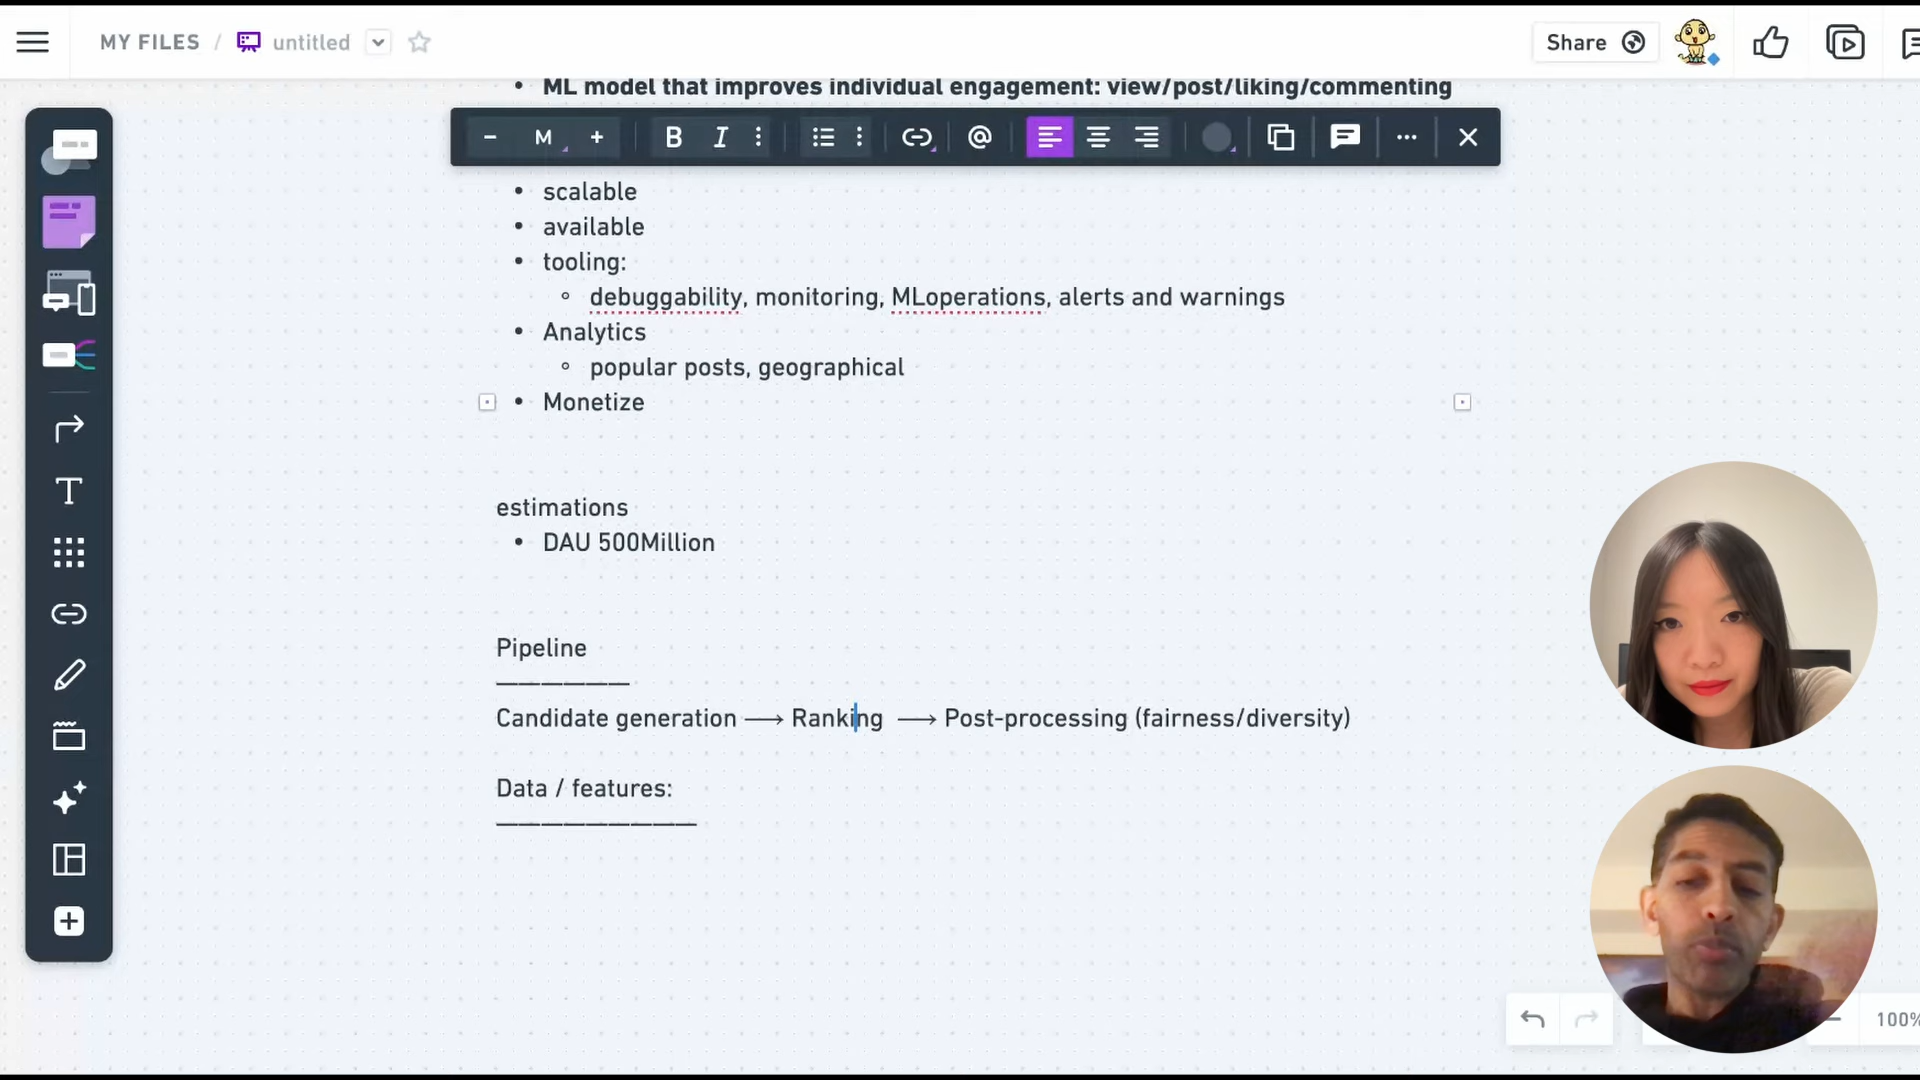 MY FILES / untitled
Share
• ML model that improves individual engagement: view/post/liking/commenting
− M + B I @
• scalable
• available
• tooling:
◦ debuggability, monitoring, MLoperations, alerts and warnings
• Analytics
◦ popular posts, geographical
• Monetize
estimations
• DAU 500Million
Pipeline
——————
Candidate generation —⟶ Ranking —⟶ Post-processing (fairness/diversity)
Data / features:
—————————
100%